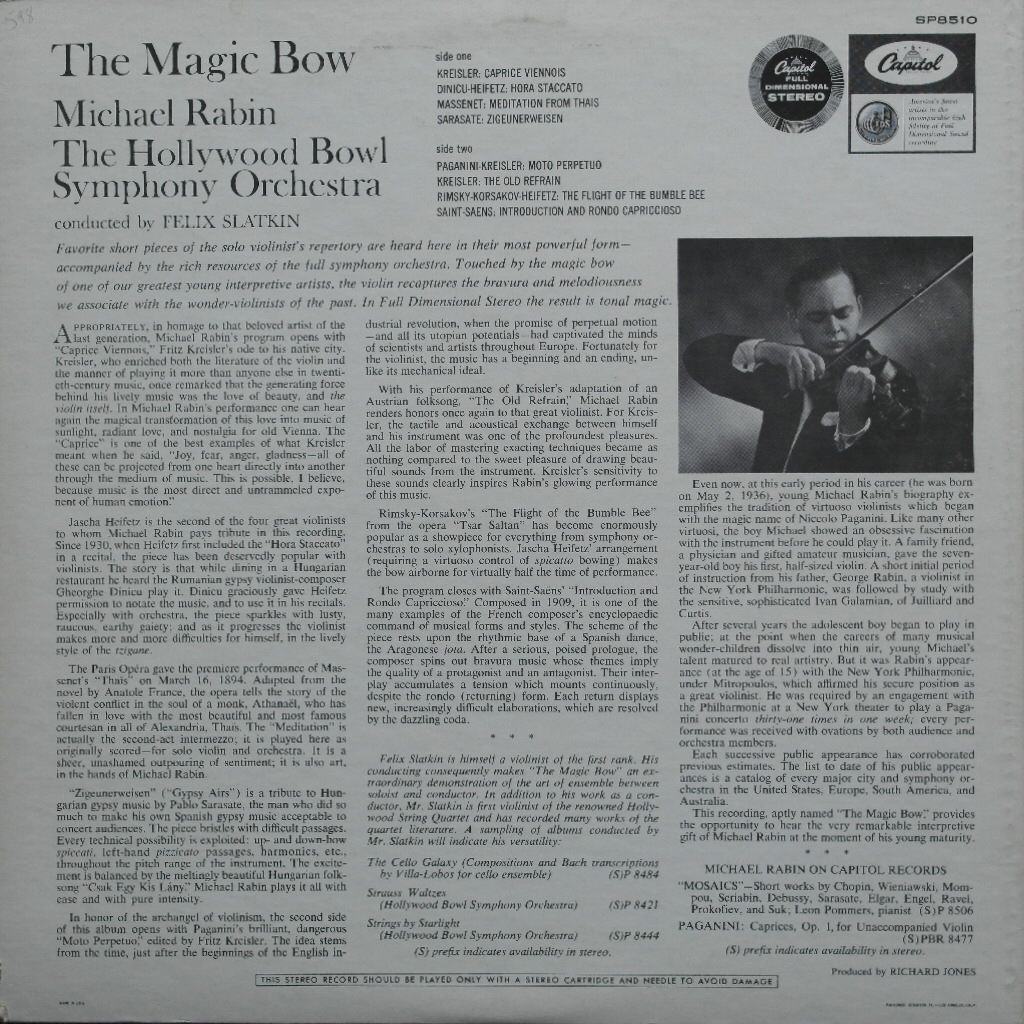 598
SP8510
The Magic Bow
Michael Rabin
The Hollywood Bowl
Symphony Orchestra
conducted by FELIX SLATKIN
side one
KREISLER: CAPRICE VIENNOIS
DINICU-HEIFETZ: HORA STACCATO
MASSENET: MEDITATION FROM THAIS
SARASATE: ZIGEUNERWEISEN
side two
PAGANINI-KREISLER: MOTO PERPETUO
KREISLER: THE OLD REFRAIN
RIMSKY-KORSAKOV-HEIFETZ: THE FLIGHT OF THE BUMBLE BEE
SAINT-SAENS: INTRODUCTION AND RONDO CAPRICCIOSO
Capitol
FULL
DIMENSIONAL
STEREO
Capitol
America's finest
artists in the
incomparable high
fidelity of Full
Dimensional Sound
recording
Favorite short pieces of the solo violinist's repertory are heard here in their most powerful form—
accompanied by the rich resources of the full symphony orchestra. Touched by the magic bow
of one of our greatest young interpretive artists, the violin recaptures the bravura and melodiousness
we associate with the wonder-violinists of the past. In Full Dimensional Stereo the result is tonal magic.
APPROPRIATELY, in homage to that beloved artist of the
last generation, Michael Rabin's program opens with
"Caprice Viennois," Fritz Kreisler's ode to his native city.
Kreisler, who enriched both the literature of the violin and
the manner of playing it more than anyone else in twenti-
eth-century music, once remarked that the generating force
behind his lively music was the love of beauty, and the
violin itself. In Michael Rabin's performance one can hear
again the magical transformation of this love into music of
sunlight, radiant love, and nostalgia for old Vienna. The
"Caprice" is one of the best examples of what Kreisler
meant when he said, "Joy, fear, anger, gladness—all of
these can be projected from one heart directly into another
through the medium of music. This is possible, I believe,
because music is the most direct and untrammeled expo-
nent of human emotion."
Jascha Heifetz is the second of the four great violinists
to whom Michael Rabin pays tribute in this recording.
Since 1930, when Heifetz first included the "Hora Staccato"
in a recital, the piece has been deservedly popular with
violinists. The story is that while dining in a Hungarian
restaurant he heard the Rumanian gypsy violinist-composer
Gheorghe Dinicu play it. Dinicu graciously gave Heifetz
permission to notate the music, and to use it in his recitals.
Especially with orchestra, the piece sparkles with lusty,
raucous, earthy gaiety; and as it progresses the violinist
makes more and more difficulties for himself, in the lively
style of the tzigane.
The Paris Opéra gave the premiere performance of Mas-
senet's "Thaïs" on March 16, 1894. Adapted from the
novel by Anatole France, the opera tells the story of the
violent conflict in the soul of a monk, Athanaël, who has
fallen in love with the most beautiful and most famous
courtesan in all of Alexandria, Thaïs. The "Meditation" is
actually the second-act intermezzo; it is played here as
originally scored—for solo violin and orchestra. It is a
sheer, unashamed outpouring of sentiment; it is also art,
in the hands of Michael Rabin.
"Zigeunerweisen" ("Gypsy Airs") is a tribute to Hun-
garian gypsy music by Pablo Sarasate, the man who did so
much to make his own Spanish gypsy music acceptable to
concert audiences. The piece bristles with difficult passages.
Every technical possibility is exploited: up- and down-bow
spiccati, left-hand pizzicato passages, harmonics, etc.,
throughout the pitch range of the instrument. The excite-
ment is balanced by the meltingly beautiful Hungarian folk-
song "Csak Egy Kis Lány." Michael Rabin plays it all with
ease and with pure intensity.
In honor of the archangel of violinism, the second side
of this album opens with Paganini's brilliant, dangerous
"Moto Perpetuo," edited by Fritz Kreisler. The idea stems
from the time, just after the beginnings of the English in-
dustrial revolution, when the promise of perpetual motion
—and all its utopian potentials—had captivated the minds
of scientists and artists throughout Europe. Fortunately for
the violinist, the music has a beginning and an ending, un-
like its mechanical ideal.
With his performance of Kreisler's adaptation of an
Austrian folksong, "The Old Refrain," Michael Rabin
renders honors once again to that great violinist. For Kreis-
ler, the tactile and acoustical exchange between himself
and his instrument was one of the profoundest pleasures.
All the labor of mastering exacting techniques became as
nothing compared to the sweet pleasure of drawing beau-
tiful sounds from the instrument. Kreisler's sensitivity to
these sounds clearly inspires Rabin's glowing performance
of this music.
Rimsky-Korsakov's "The Flight of the Bumble Bee"
from the opera "Tsar Saltan" has become enormously
popular as a showpiece for everything from symphony or-
chestras to solo xylophonists. Jascha Heifetz' arrangement
(requiring a virtuoso control of spicatto bowing) makes
the bow airborne for virtually half the time of performance.
The program closes with Saint-Saëns' "Introduction and
Rondo Capriccioso." Composed in 1909, it is one of the
many examples of the French composer's encyclopaedic
command of musical forms and styles. The scheme of the
piece rests upon the rhythmic base of a Spanish dance,
the Aragonese jota. After a serious, poised prologue, the
composer spins out bravura music whose themes imply
the quality of a protagonist and an antagonist. Their inter-
play accumulates a tension which mounts continuously,
despite the rondo (returning) form. Each return displays
new, increasingly difficult elaborations, which are resolved
by the dazzling coda.
* * *
Felix Slatkin is himself a violinist of the first rank. His
conducting consequently makes "The Magic Bow" an ex-
traordinary demonstration of the art of ensemble between
soloist and conductor. In addition to his work as a con-
ductor, Mr. Slatkin is first violinist of the renowned Holly-
wood String Quartet and has recorded many works of the
quartet literature. A sampling of albums conducted by
Mr. Slatkin will indicate his versatility:
The Cello Galaxy (Compositions and Bach transcriptions
by Villa-Lobos for cello ensemble) (S)P 8484
Strauss Waltzes
(Hollywood Bowl Symphony Orchestra) (S)P 8421
Strings by Starlight
(Hollywood Bowl Symphony Orchestra) (S)P 8444
(S) prefix indicates availability in stereo.
Even now, at this early period in his career (he was born
on May 2, 1936), young Michael Rabin's biography ex-
emplifies the tradition of virtuoso violinists which began
with the magic name of Niccolo Paganini. Like many other
virtuosi, the boy Michael showed an obsessive fascination
with the instrument before he could play it. A family friend,
a physician and gifted amateur musician, gave the seven-
year-old boy his first, half-sized violin. A short initial period
of instruction from his father, George Rabin, a violinist in
the New York Philharmonic, was followed by study with
the sensitive, sophisticated Ivan Galamian, of Juilliard and
Curtis.
After several years the adolescent boy began to play in
public; at the point when the careers of many musical
wonder-children dissolve into thin air, young Michael's
talent matured to real artistry. But it was Rabin's appear-
ance (at the age of 15) with the New York Philharmonic,
under Mitropoulos, which affirmed his secure position as
a great violinist. He was required by an engagement with
the Philharmonic at a New York theater to play a Paga-
nini concerto thirty-one times in one week; every per-
formance was received with ovations by both audience and
orchestra members.
Each successive public appearance has corroborated
previous estimates. The list to date of his public appear-
ances is a catalog of every major city and symphony or-
chestra in the United States, Europe, South America, and
Australia.
This recording, aptly named "The Magic Bow," provides
the opportunity to hear the very remarkable interpretive
gift of Michael Rabin at the moment of his young maturity.
* * *
MICHAEL RABIN ON CAPITOL RECORDS
"MOSAICS"—Short works by Chopin, Wieniawski, Mom-
pou, Scriabin, Debussy, Sarasate, Elgar, Engel, Ravel,
Prokofiev, and Suk; Leon Pommers, pianist (S)P 8506
PAGANINI: Caprices, Op. 1, for Unaccompanied Violin
(S)PBR 8477
(S) prefix indicates availability in stereo.
Produced by RICHARD JONES
THIS STEREO RECORD SHOULD BE PLAYED ONLY WITH A STEREO CARTRIDGE AND NEEDLE TO AVOID DAMAGE